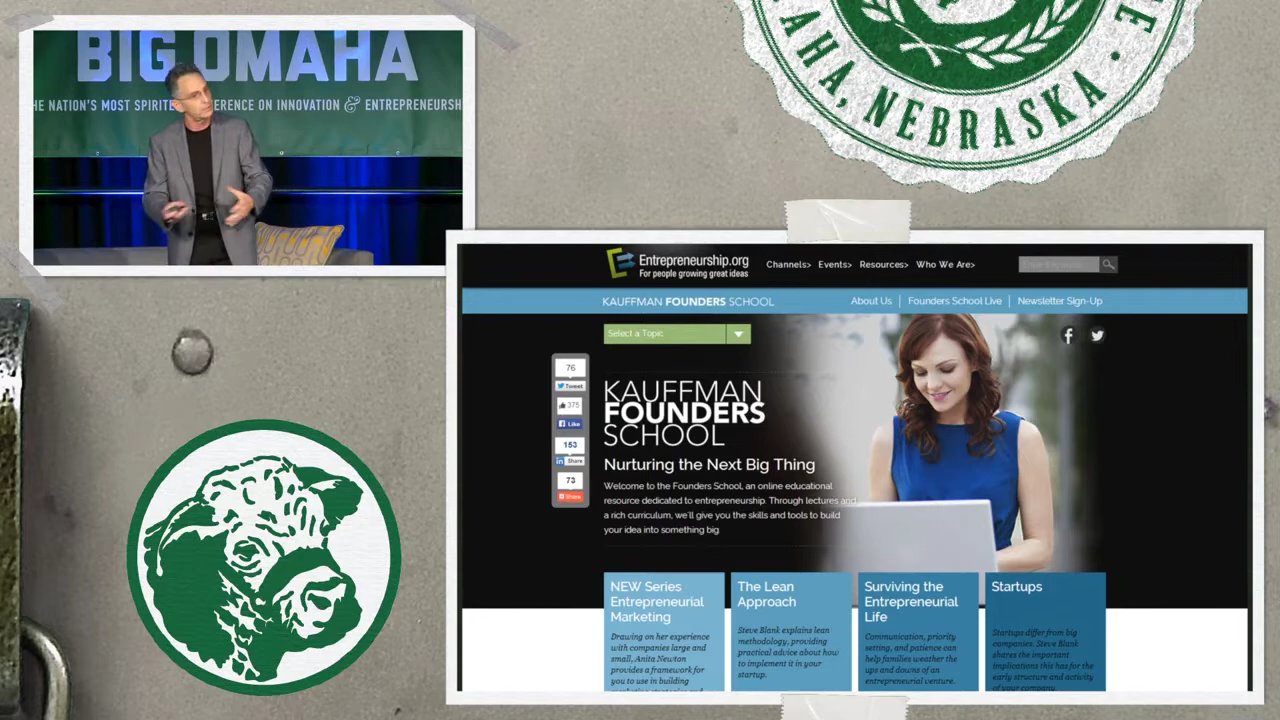 BIG OMAHA
HE NATION'S MOST SPIRITE ERENCE ON INNOVATION & ENTREPRENEURSH
AHA, NEBRASKA •
Entrepreneurship.org
For people growing great ideas
Channels> Events> Resources> Who We Are>
KAUFFMAN FOUNDERS SCHOOL
About Us | Founders School Live | Newsletter Sign-Up
Select a Topic
76
Tweet
375
Like
153
Share
73
Share
KAUFFMAN
FOUNDERS
SCHOOL
Nurturing the Next Big Thing
Welcome to the Founders School, an online educational
resource dedicated to entrepreneurship. Through lectures and
a rich curriculum, we'll give you the skills and tools to build
your idea into something big.
NEW Series
Entrepreneurial
Marketing
Drawing on her experience
with companies large and
small, Anita Newton
provides a framework for
you to use in building
marketing strategies and
The Lean
Approach
Steve Blank explains lean
methodology, providing
practical advice about how
to implement it in your
startup.
Surviving the
Entrepreneurial
Life
Communication, priority
setting, and patience can
help families weather the
ups and downs of an
entrepreneurial venture.
Startups
Startups differ from big
companies. Steve Blank
shares the important
implications this has for the
early structure and activity
of your company.